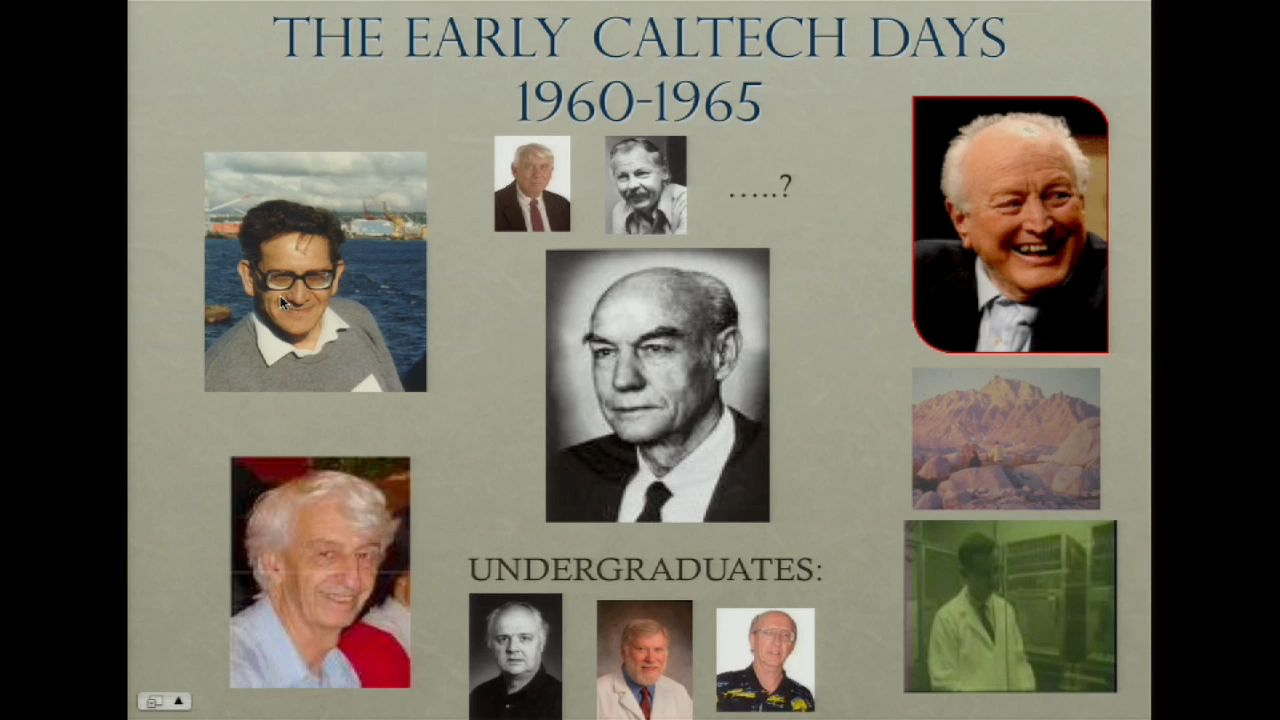 THE EARLY CALTECH DAYS
1960-1965
.....?
UNDERGRADUATES: